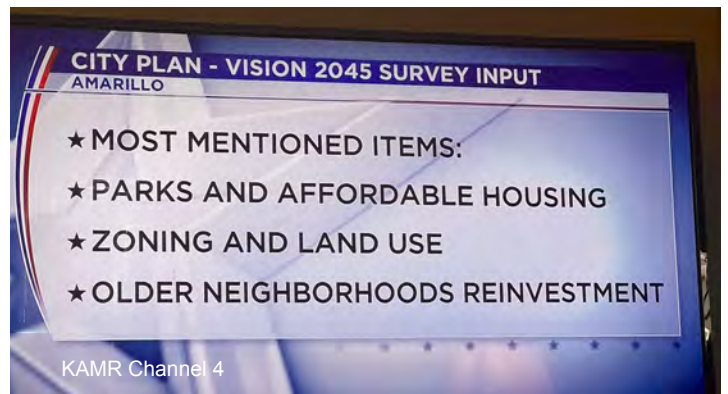 CITY PLAN - VISION 2045 SURVEY INPUT
AMARILLO
★ MOST MENTIONED ITEMS:
★ PARKS AND AFFORDABLE HOUSING
★ ZONING AND LAND USE
★ OLDER NEIGHBORHOODS REINVESTMENT
KAMR Channel 4